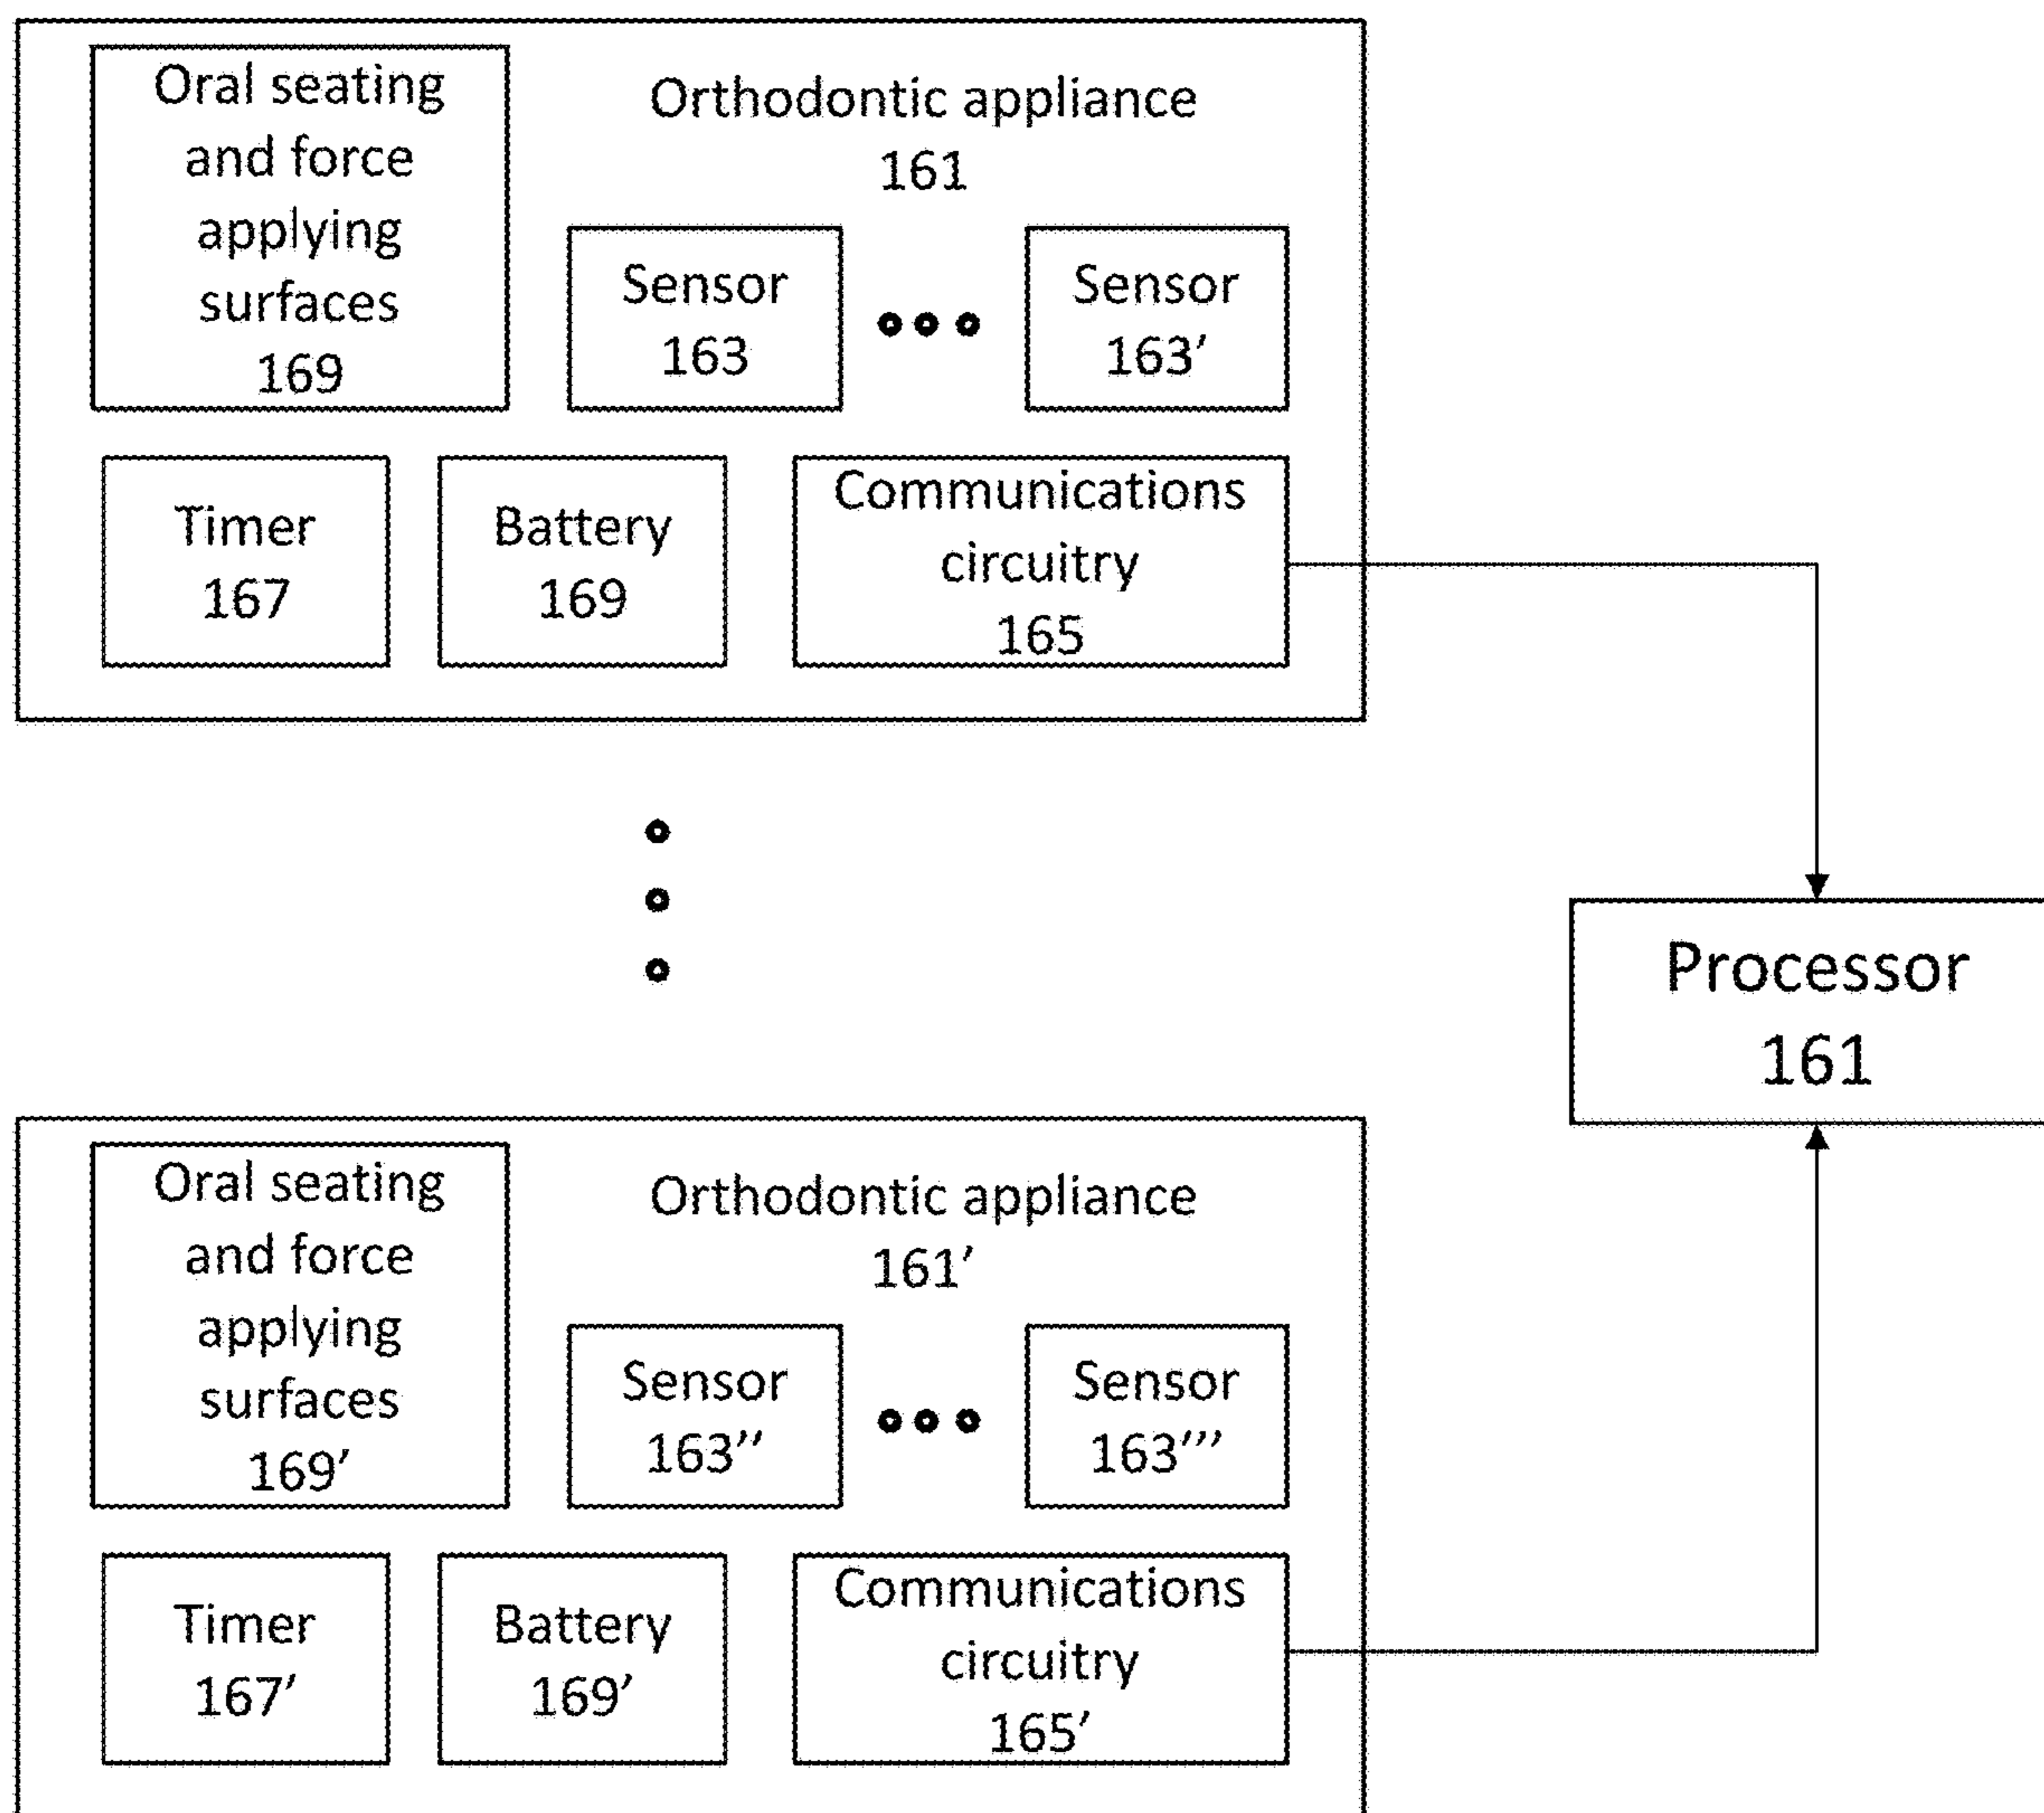 Oral seating
and force
applying
surfaces
169
Orthodontic appliance
161
Sensor
163
Sensor
163′
Timer
167
Battery
169
Communications
circuitry
165
Processor
161
Oral seating
and force
applying
surfaces
169′
Orthodontic appliance
161′
Sensor
163′′
Sensor
163′′′
Timer
167′
Battery
169′
Communications
circuitry
165′